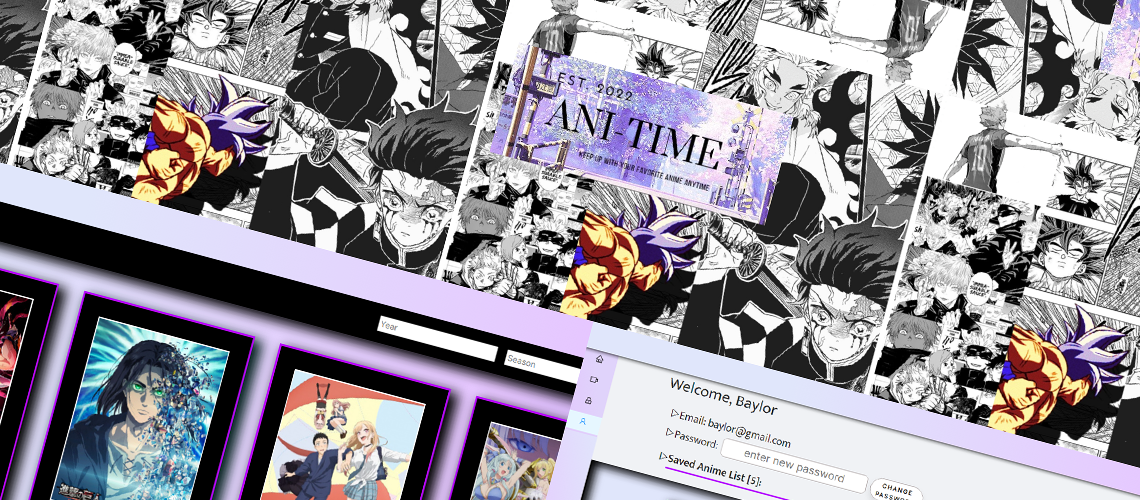 EST. 2022
ANI-TIME
KEEP UP WITH YOUR FAVORITE ANIME ANYTIME
Year
Season
Welcome, Baylor
Email: baylor@gmail.com
Password:
enter new password
CHANGE
Saved Anime List [5]: